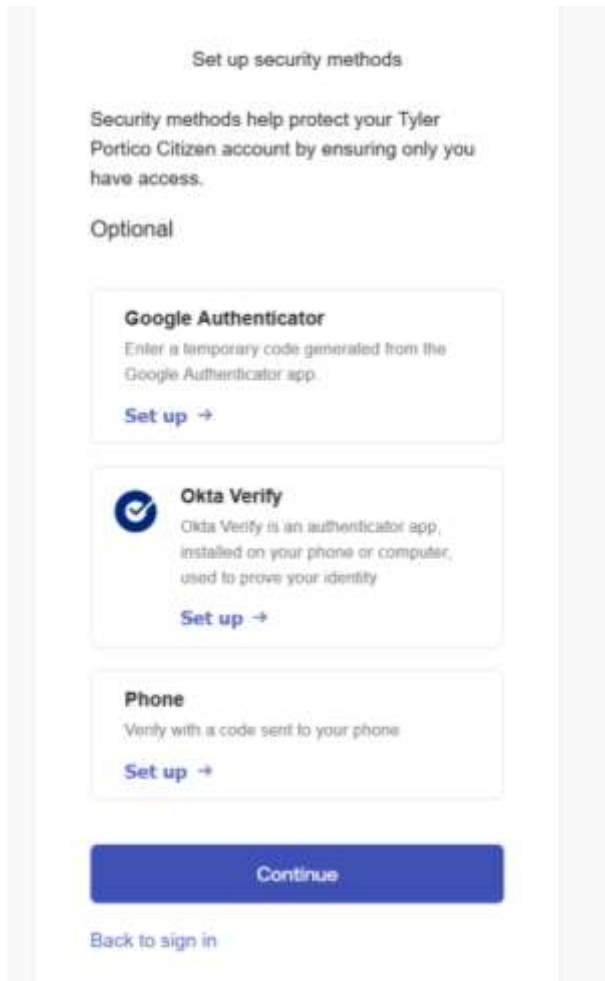 Set up security methods
Security methods help protect your Tyler
Portico Citizen account by ensuring only you
have access.
Optional
Google Authenticator
Enter a temporary code generated from the
Google Authenticator app.
Set up →
Okta Verify
Okta Verify is an authenticator app,
installed on your phone or computer,
used to prove your identity
Set up →
Phone
Verify with a code sent to your phone
Set up →
Continue
Back to sign in